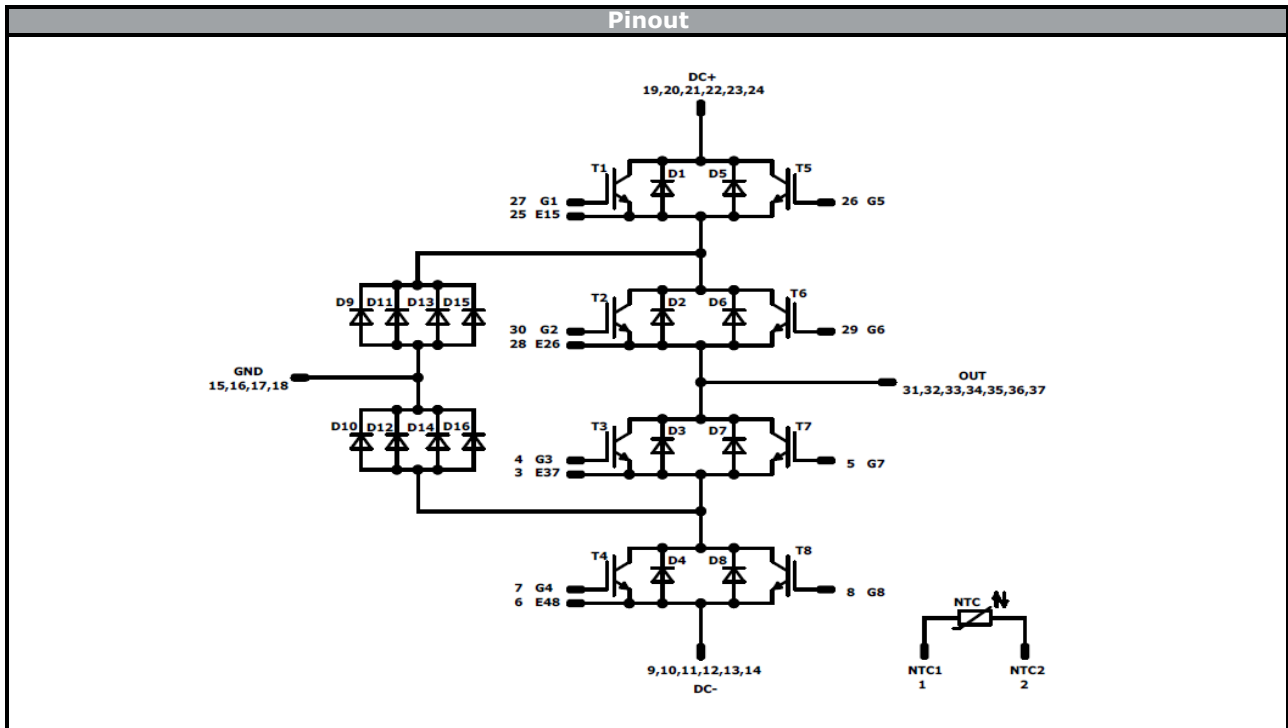 Pinout
DC+
19,20,21,22,23,24
T1 D1 D5 T5
27 G1 26 G5
25 E15
D9 D11 D13 D15 T2 D2 D6 T6
30 G2 29 G6
28 E26
GND
15,16,17,18
OUT
31,32,33,34,35,36,37
D10 D12 D14 D16 T3 D3 D7 T7
4 G3 5 G7
3 E37
T4 D4 D8 T8
7 G4 8 G8
6 E48
NTC
9,10,11,12,13,14
DC-
NTC1 NTC2
1 2